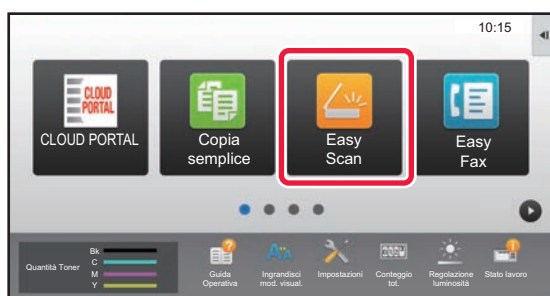 10:15
CLOUD
PORTAL
CLOUD PORTAL
Copia
semplice
Easy
Scan
Easy
Fax
Quantità Toner
Bk
C
M
Y
Guida
Operativa
Ingrandisci
mod. visual.
Impostazioni
Conteggio
tot.
Regolazione
luminosità
Stato lavoro